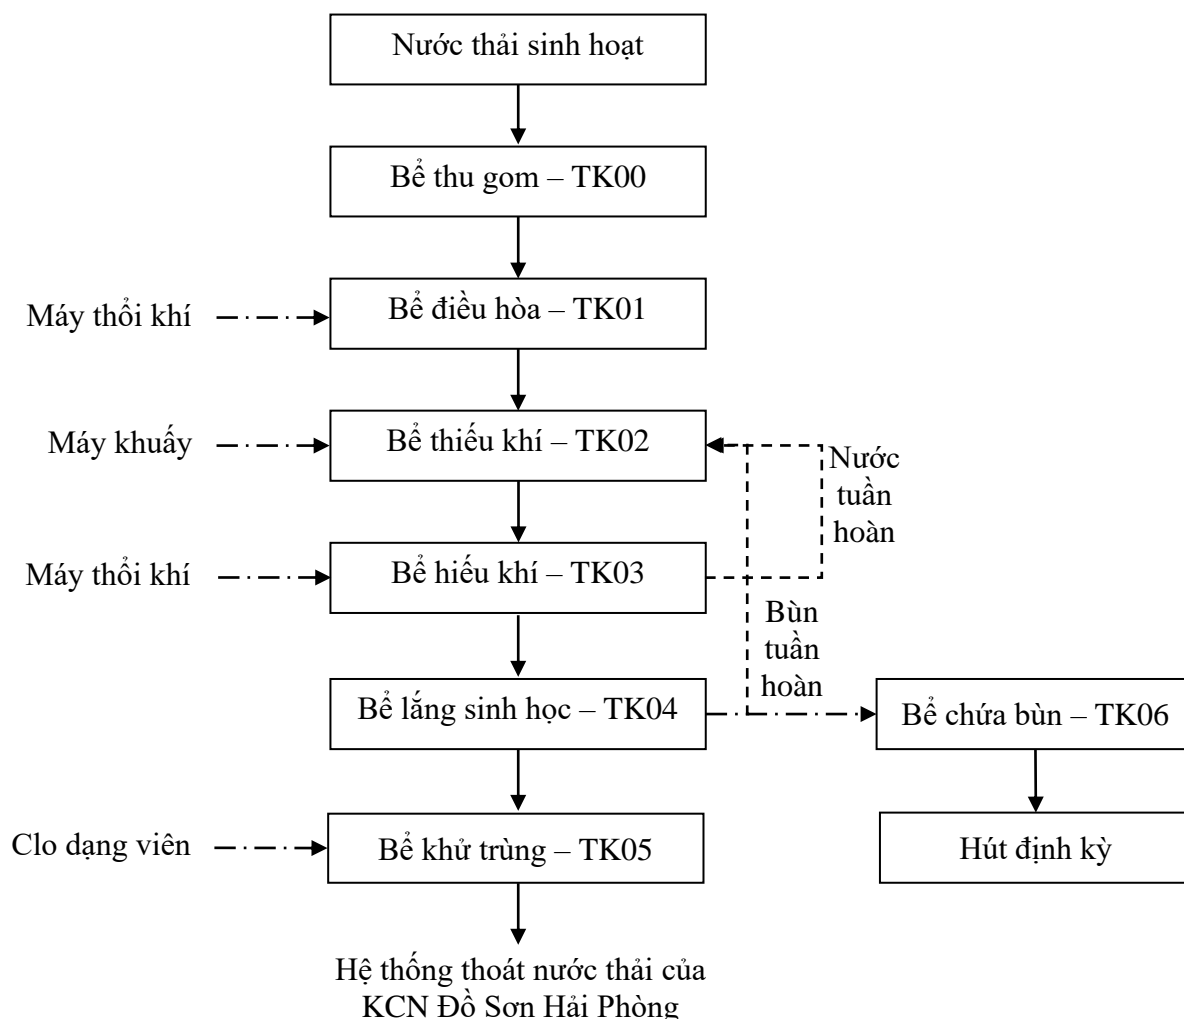 Nước thải sinh hoạt
Bể thu gom – TK00
Máy thổi khí
Bể điều hòa – TK01
Máy khuấy
Bể thiếu khí – TK02
Nước
tuần
hoàn
Máy thổi khí
Bể hiếu khí – TK03
Bùn
tuần
hoàn
Bể lắng sinh học – TK04
Bể chứa bùn – TK06
Clo dạng viên
Bể khử trùng – TK05
Hút định kỳ
Hệ thống thoát nước thải của
KCN Đồ Sơn Hải Phòng